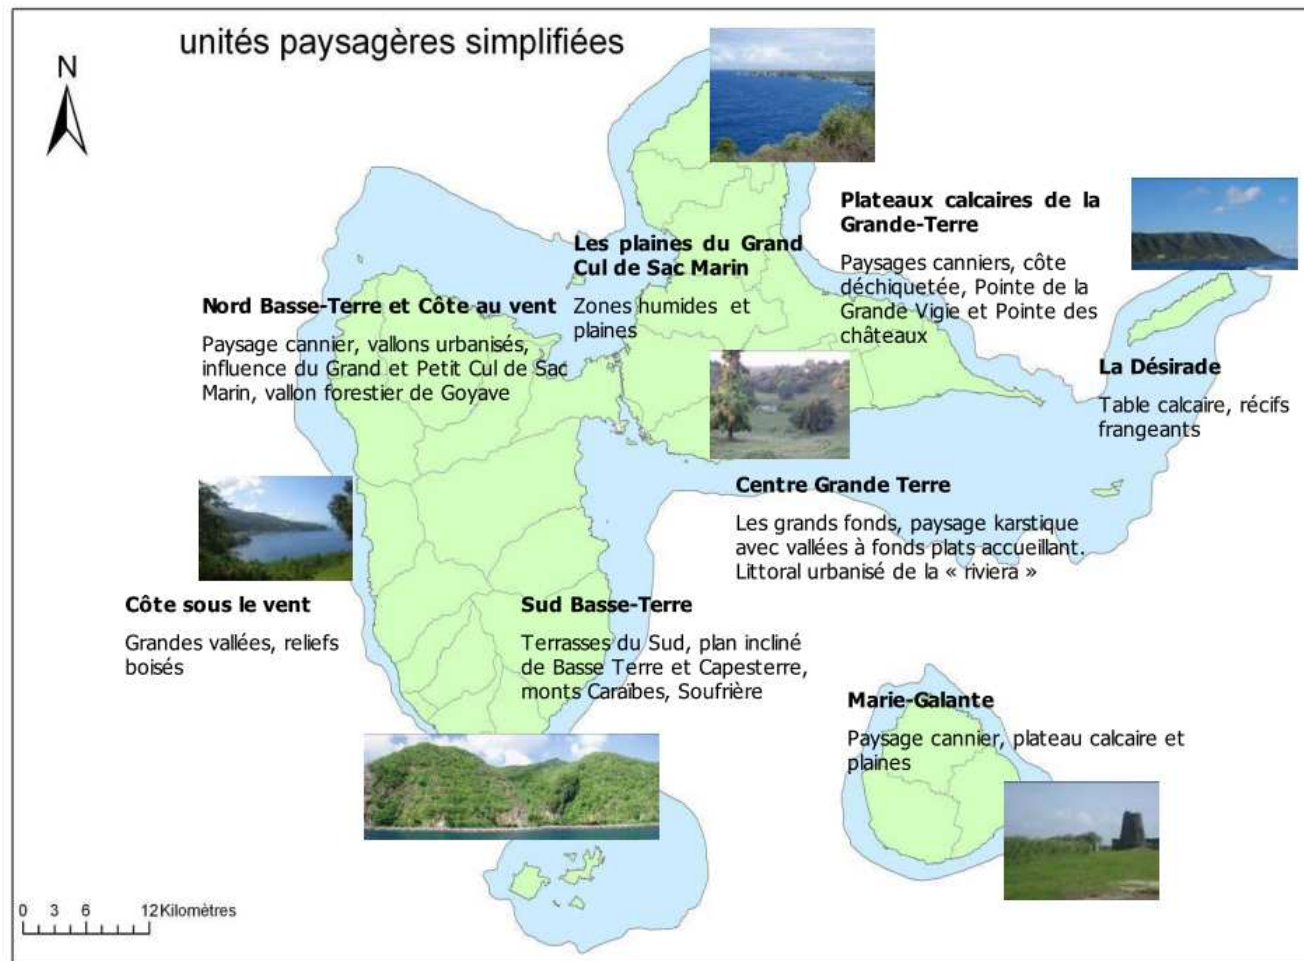 unités paysagères simplifiées
N
Plateaux calcaires de la
Grande-Terre
Paysages canniers, côte
déchiquetée, Pointe de la
Grande Vigie et Pointe des
châteaux
Les plaines du Grand
Cul de Sac Marin
Zones humides et
plaines
Nord Basse-Terre et Côte au vent
Paysage cannier, vallons urbanisés,
influence du Grand et Petit Cul de Sac
Marin, vallon forestier de Goyave
La Désirade
Table calcaire, récifs
frangeants
Centre Grande Terre
Les grands fonds, paysage karstique
avec vallées à fonds plats accueillant.
Littoral urbanisé de la « riviera »
Côte sous le vent
Grandes vallées, reliefs
boisés
Sud Basse-Terre
Terrasses du Sud, plan incliné
de Basse Terre et Capesterre,
monts Caraïbes, Soufrière
Marie-Galante
Paysage cannier, plateau calcaire et
plaines
0 3 6 12 Kilomètres